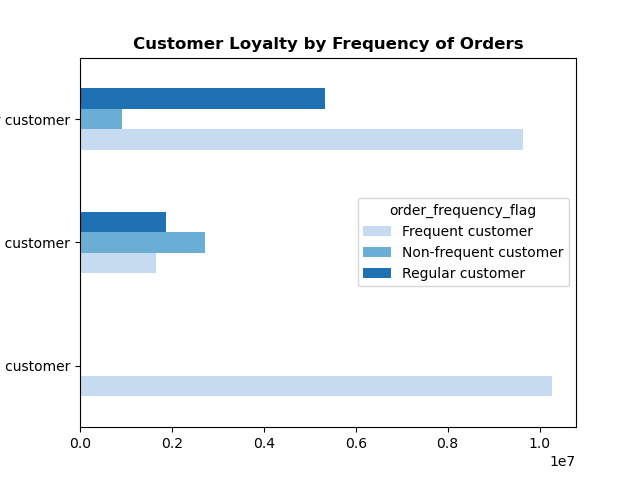 Customer Loyalty by Frequency of Orders
customer
customer
customer
order_frequency_flag
Frequent customer
Non-frequent customer
Regular customer
0.0 0.2 0.4 0.6 0.8 1.0
1e7